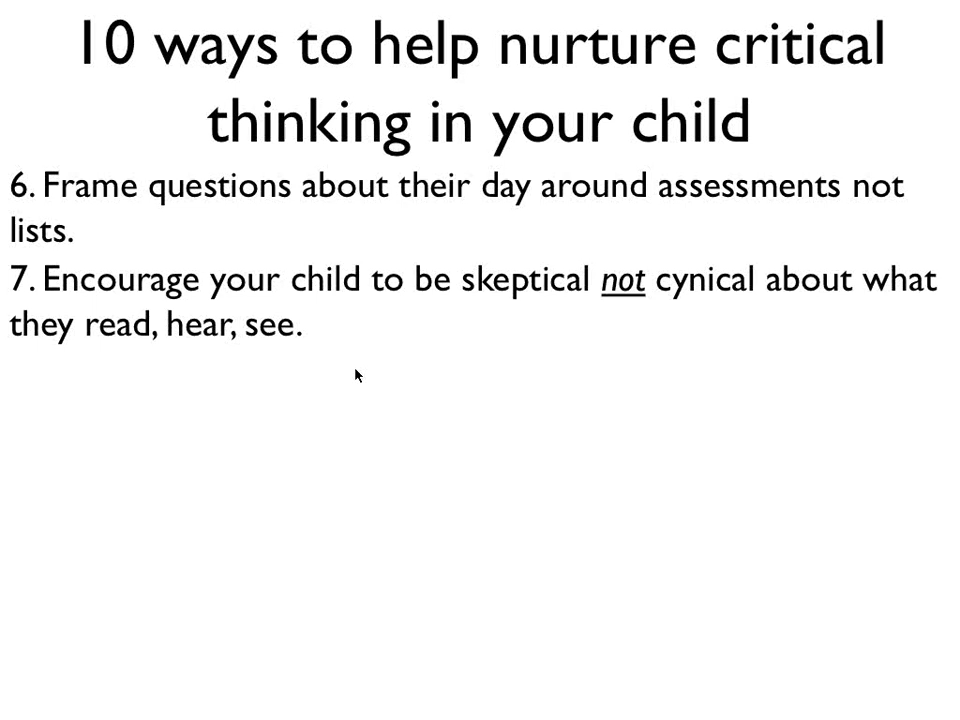 10 ways to help nurture critical
thinking in your child
6. Frame questions about their day around assessments not
lists.
7. Encourage your child to be skeptical not cynical about what
they read, hear, see.